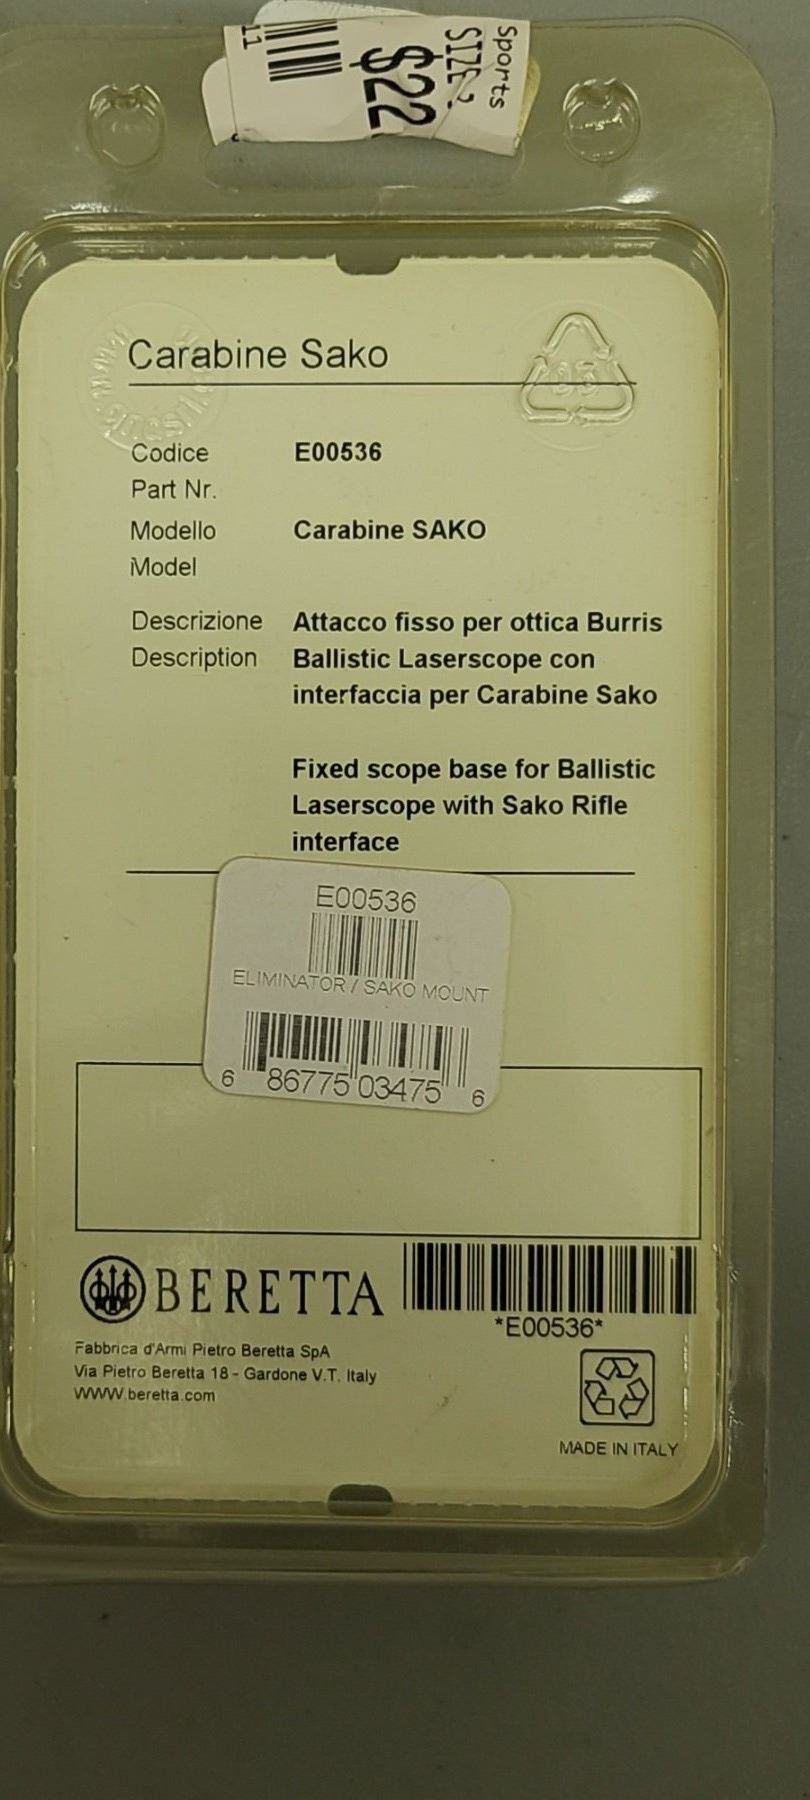 Sports
SIZE:?
$22
11
Carabine Sako
03
Codice E00536
Part Nr.
Modello Carabine SAKO
Model
Descrizione Attacco fisso per ottica Burris
Description Ballistic Laserscope con
interfaccia per Carabine Sako
Fixed scope base for Ballistic
Laserscope with Sako Rifle
interface
E00536
ELIMINATOR / SAKO MOUNT
6 86775 03475 6
BERETTA
*E00536*
Fabbrica d'Armi Pietro Beretta SpA
Via Pietro Beretta 18 - Gardone V.T. Italy
WWW.beretta.com
MADE IN ITALY